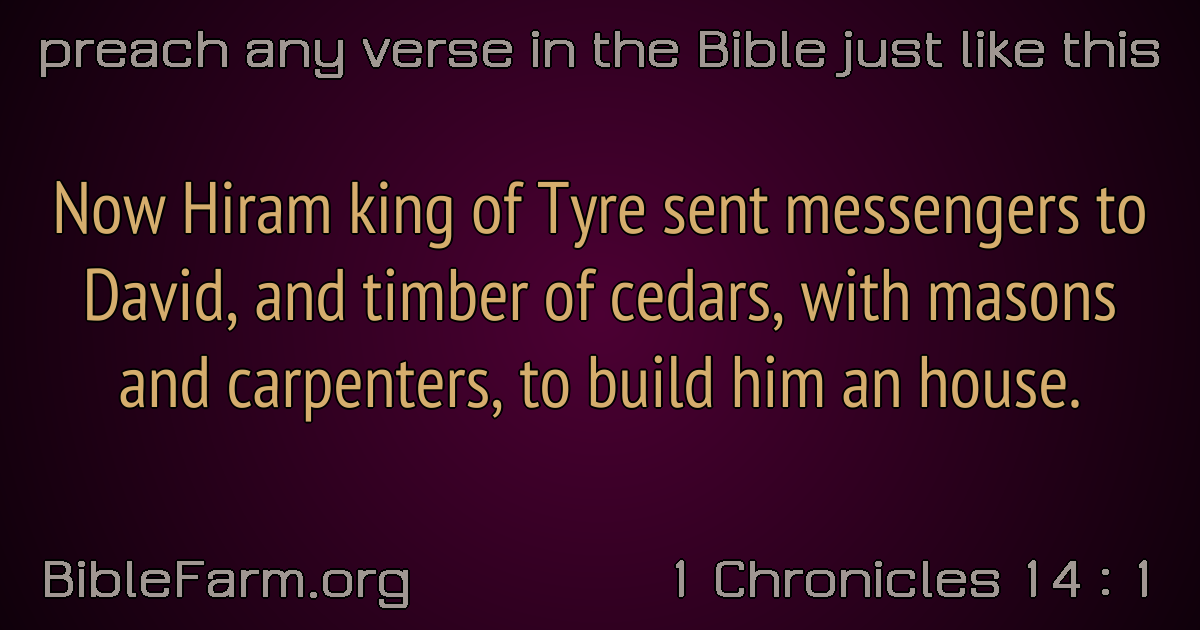 preach any verse in the Bible just like this
Now Hiram king of Tyre sent messengers to
David, and timber of cedars, with masons
and carpenters, to build him an house.
BibleFarm.org
1 Chronicles 14 : 1